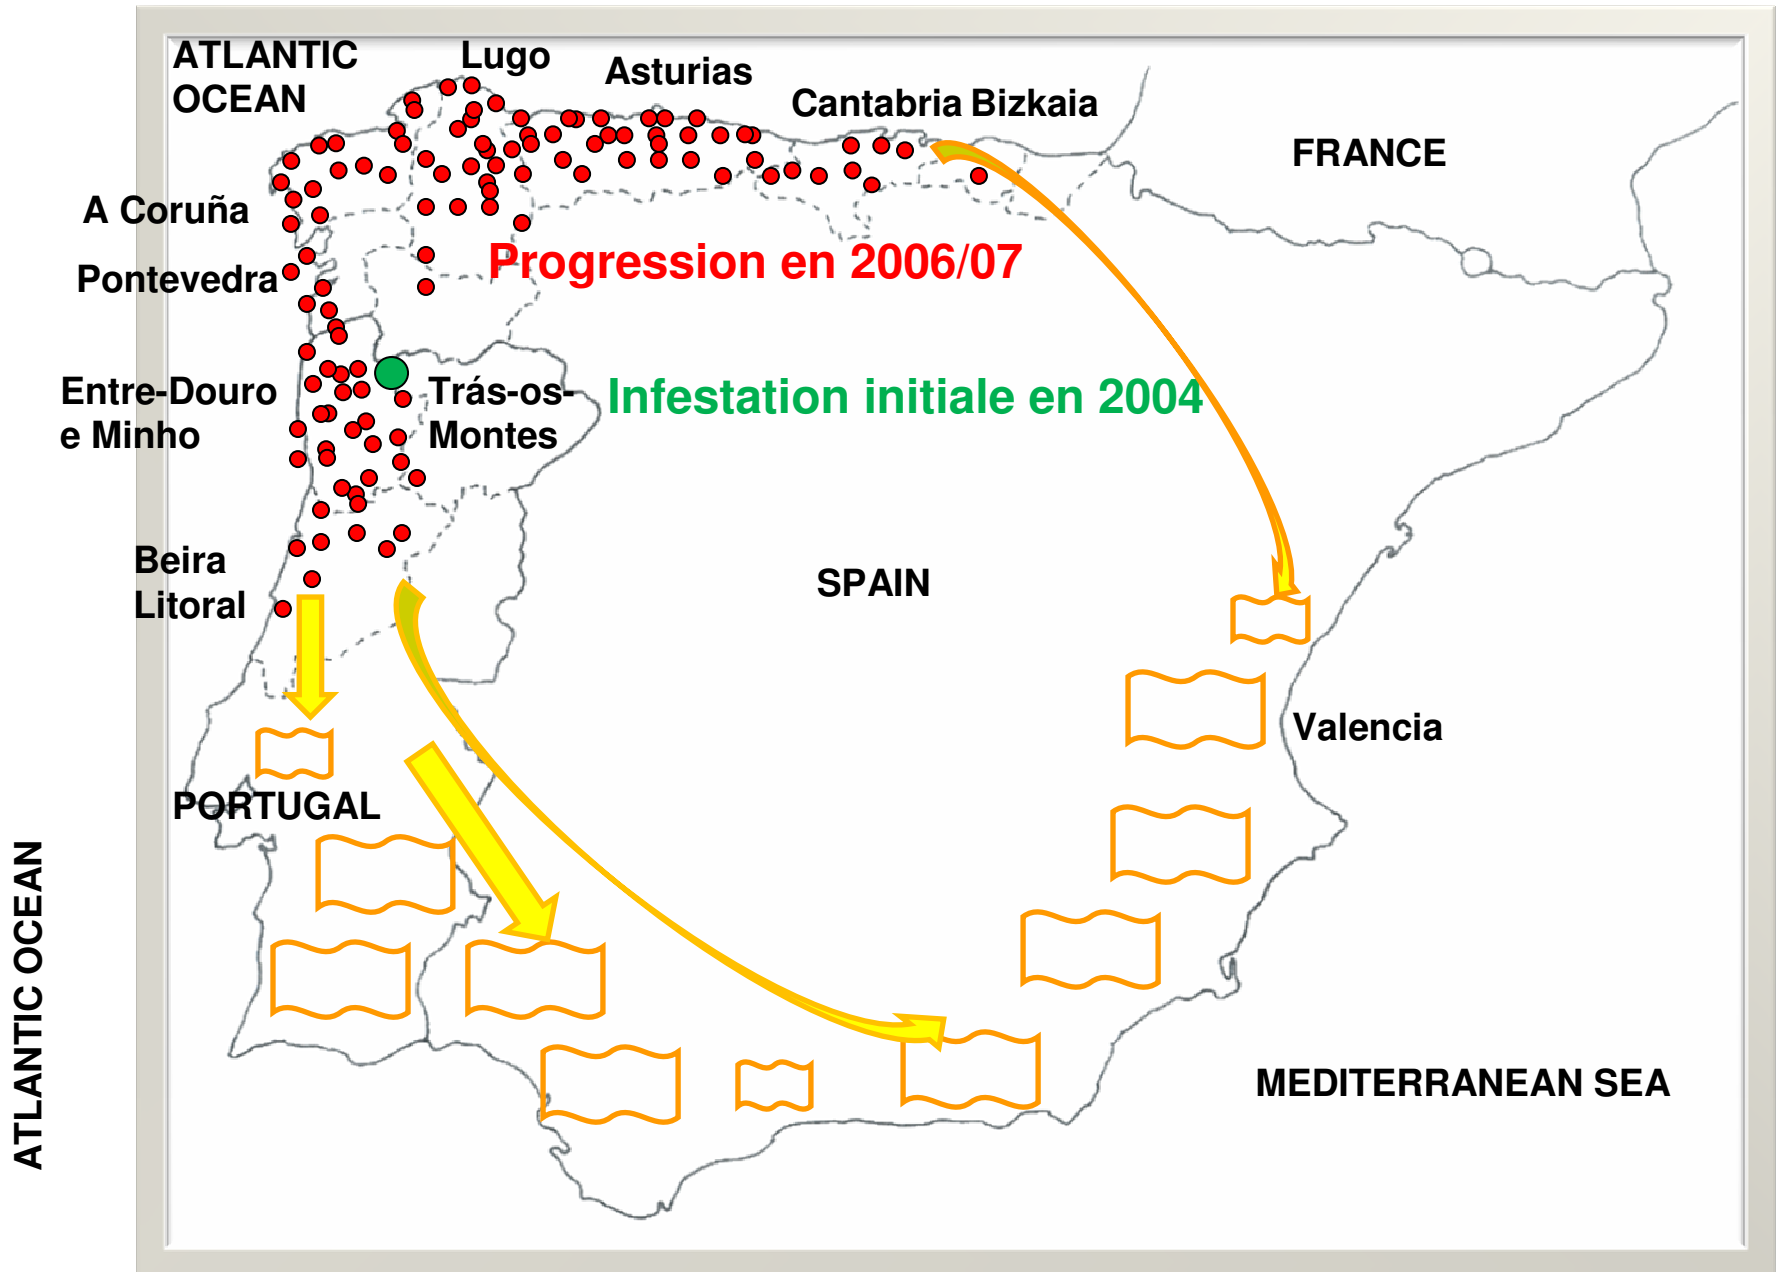 ATLANTIC
OCEAN
Lugo
Asturias
Cantabria Bizkaia
FRANCE
A Coruña
Progression en 2006/07
Pontevedra
Entre-Douro
e Minho
Trás-os-
Montes
Infestation initiale en 2004
Beira
Litoral
SPAIN
Valencia
PORTUGAL
ATLANTIC OCEAN
MEDITERRANEAN SEA